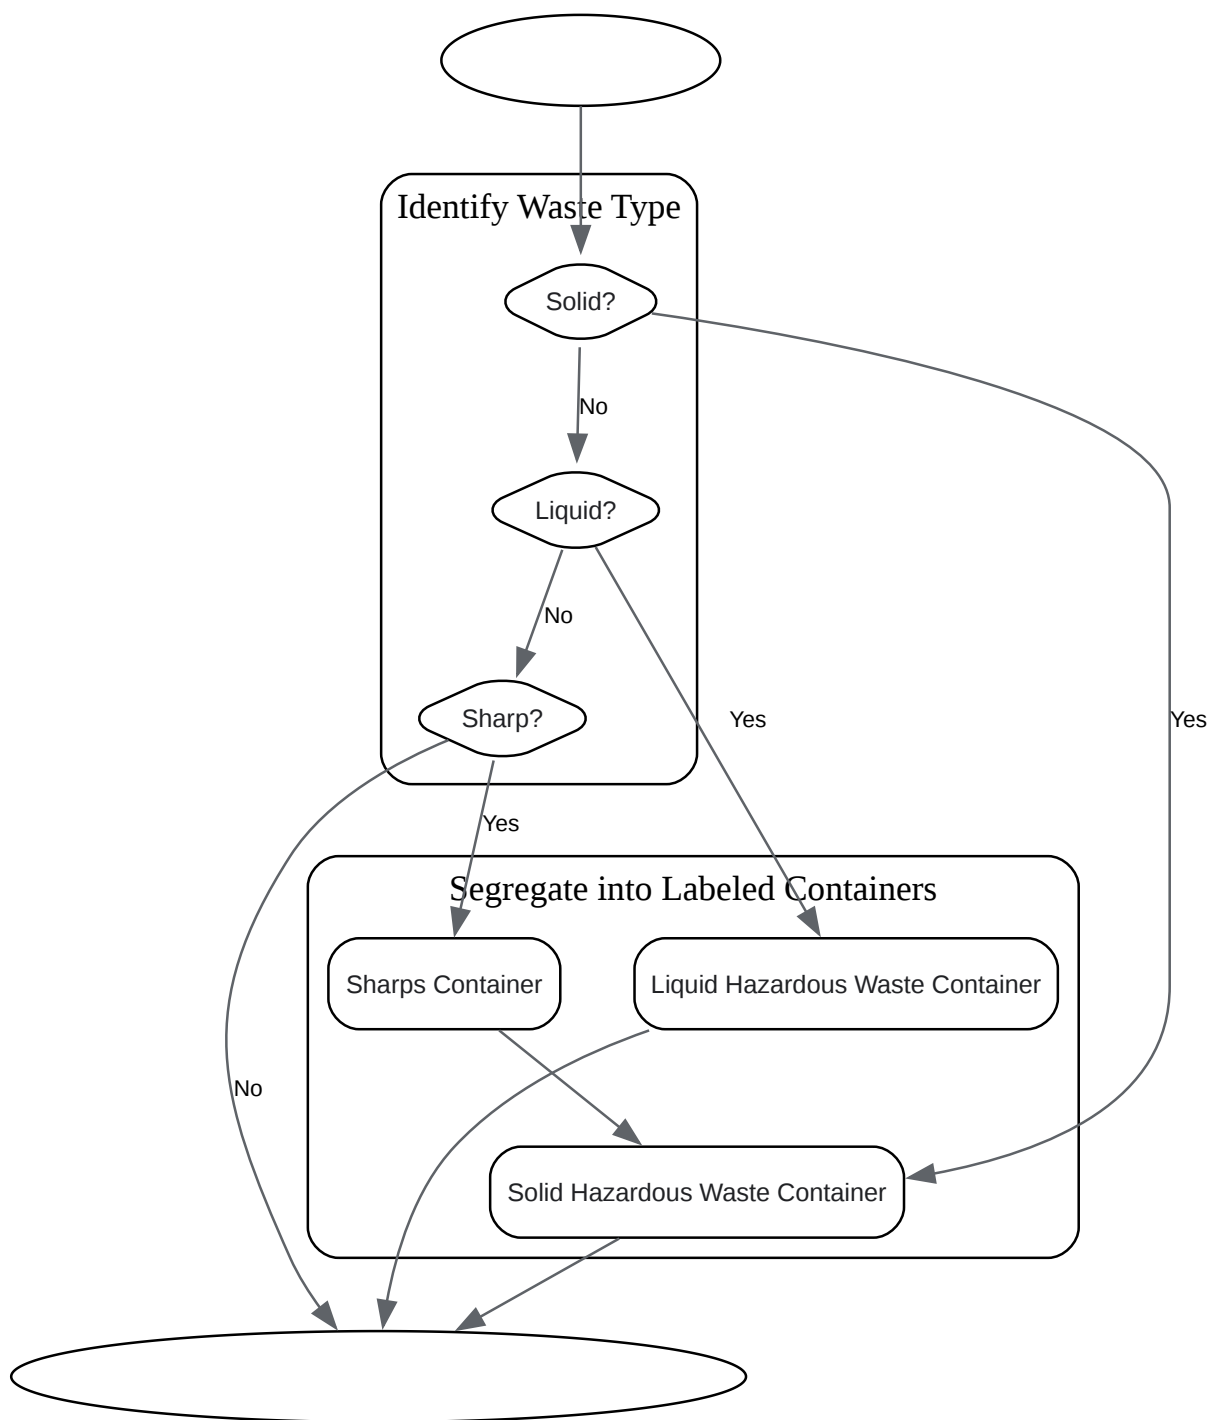 Identify Waste Type
Solid?
No
Liquid?
No
Sharp?
Yes
Yes
Yes
Segregate into Labeled Containers
Sharps Container
Liquid Hazardous Waste Container
No
Solid Hazardous Waste Container